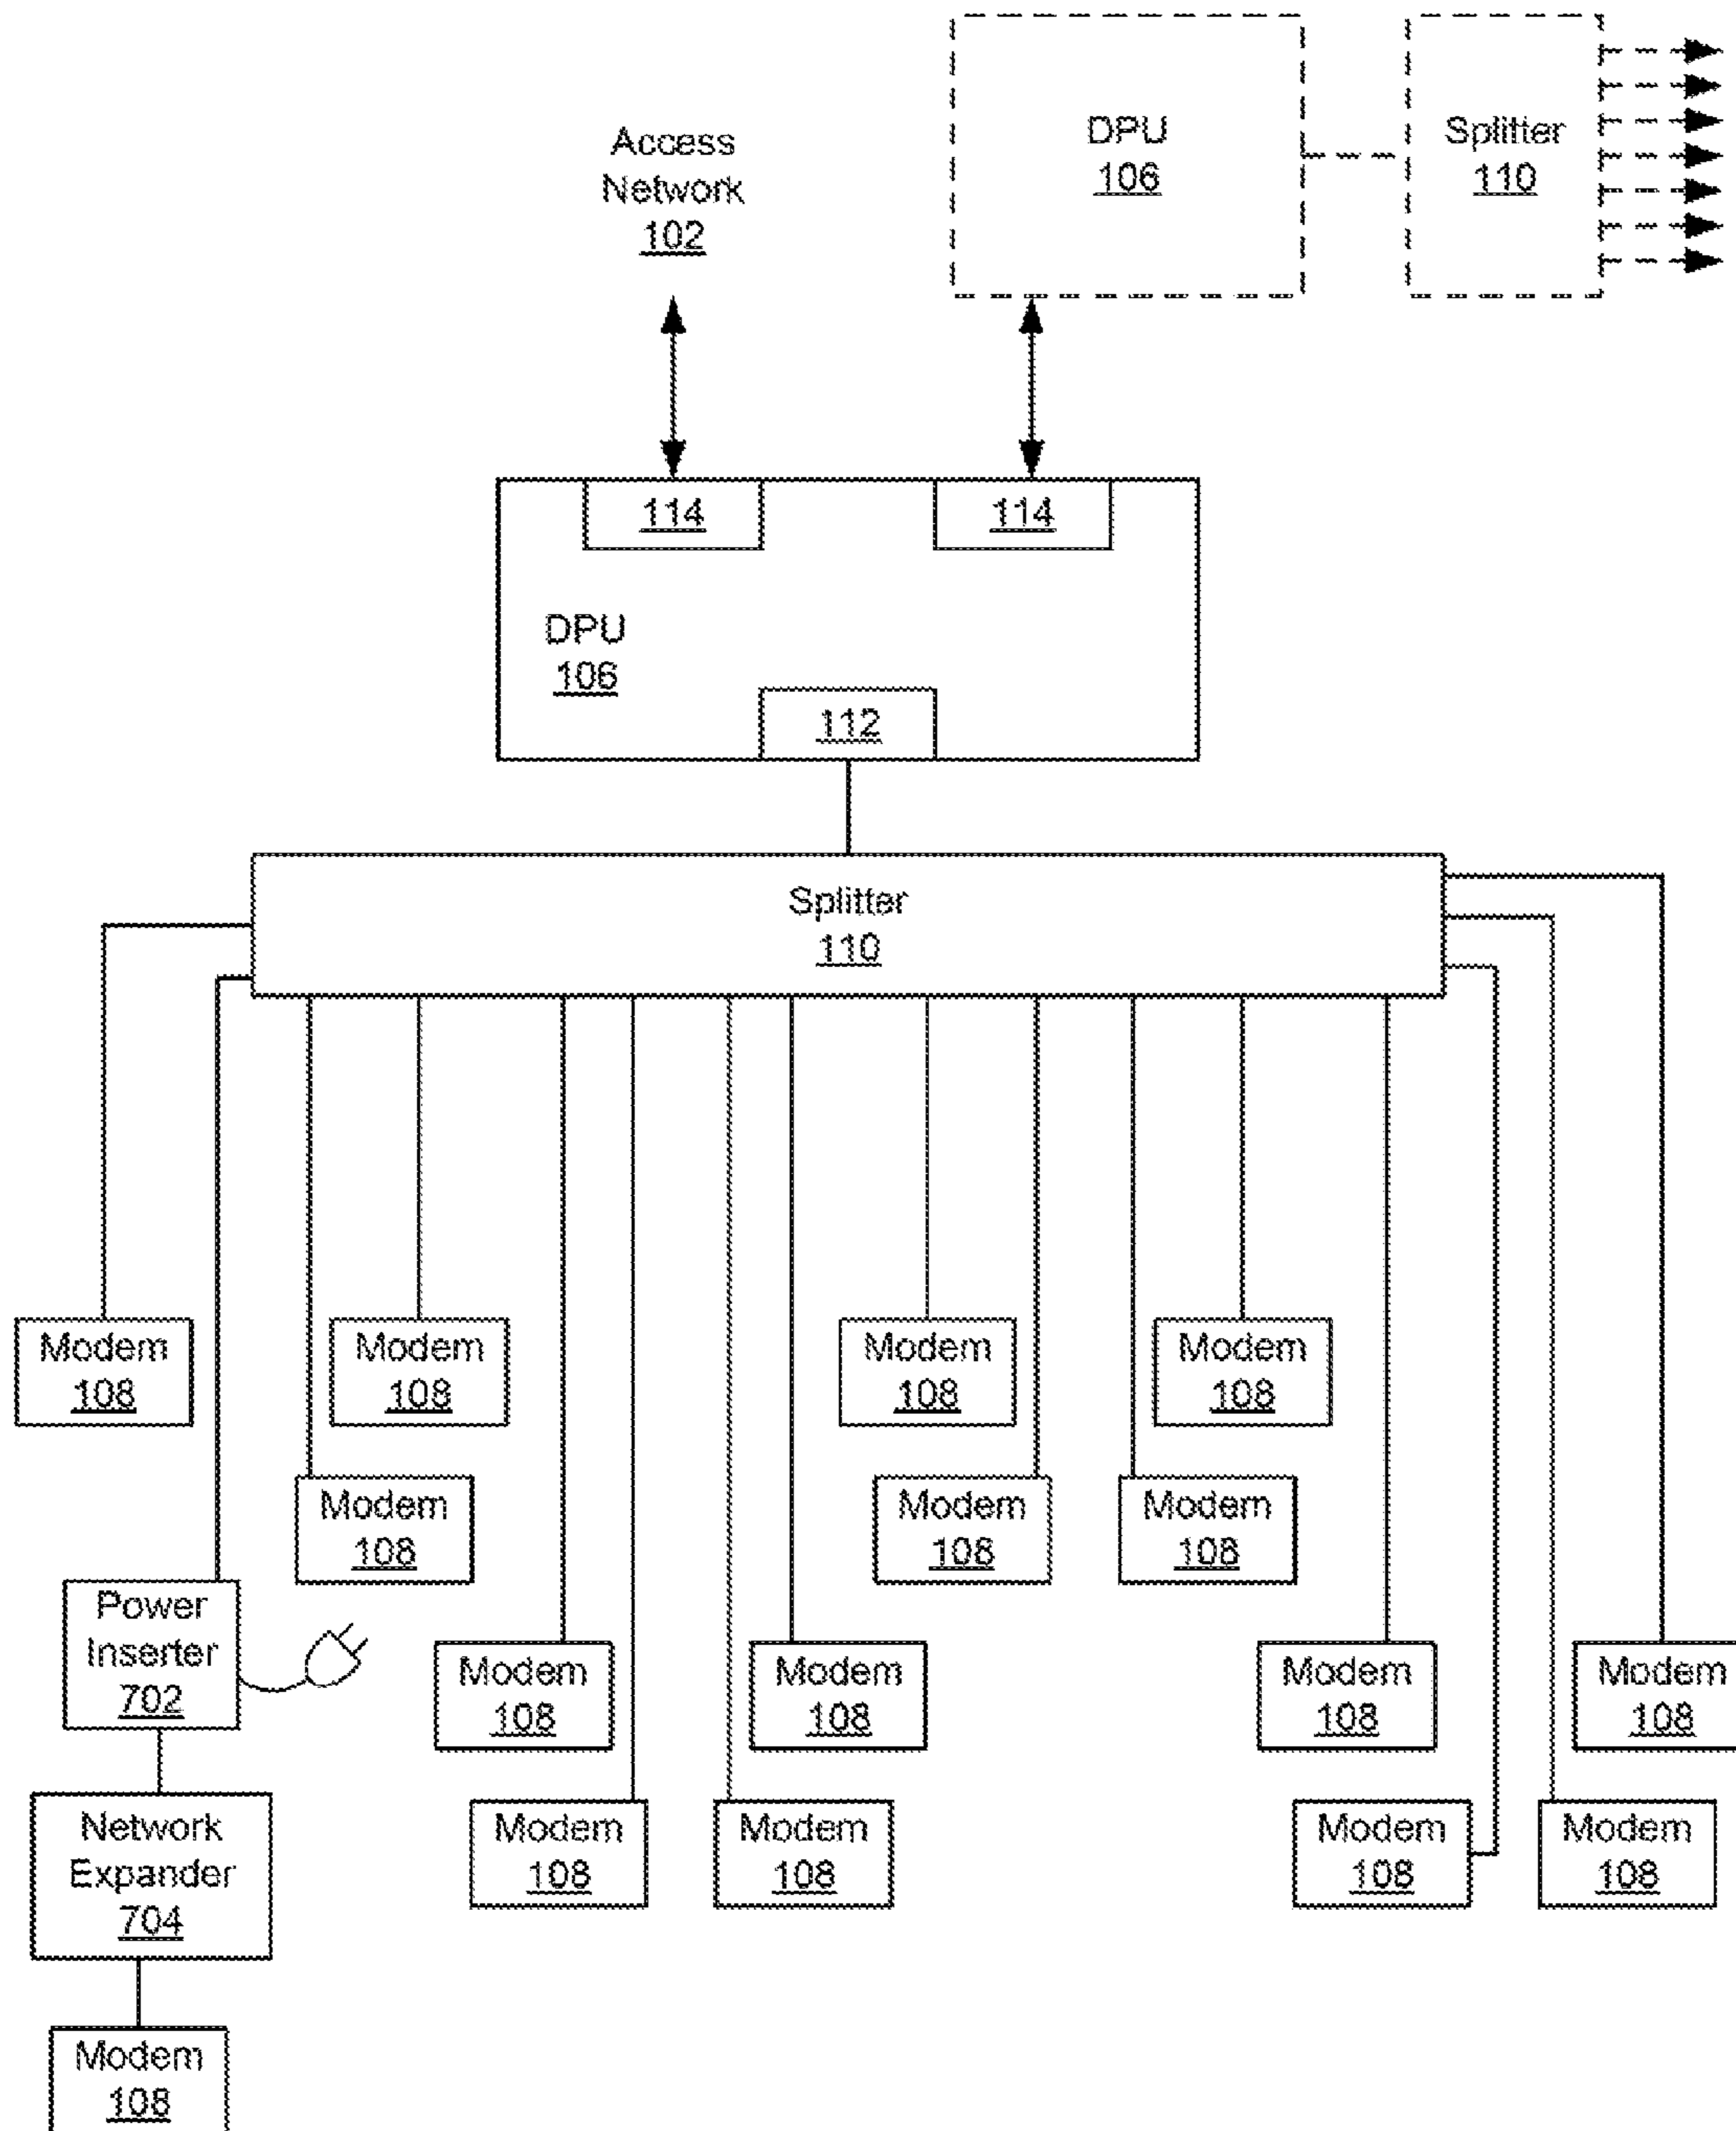 Access
Network
102
DPU
106
Splitter
110
114
114
DPU
106
112
Splitter
110
Modem
108
Modem
108
Modem
108
Modem
108
Modem
108
Modem
108
Modem
108
Modem
108
Power
Inserter
702
Modem
108
Modem
108
Modem
108
Modem
108
Network
Expander
704
Modem
108
Modem
108
Modem
108
Modem
108
Modem
108